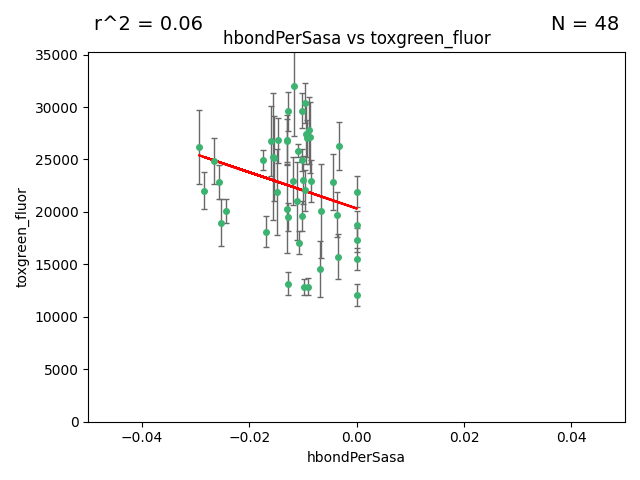 r^2 = 0.06
N = 48
hbondPerSasa vs toxgreen_fluor
35000
30000
25000
20000
15000
10000
5000
0
toxgreen_fluor
−0.04
−0.02
0.00
0.02
0.04
hbondPerSasa